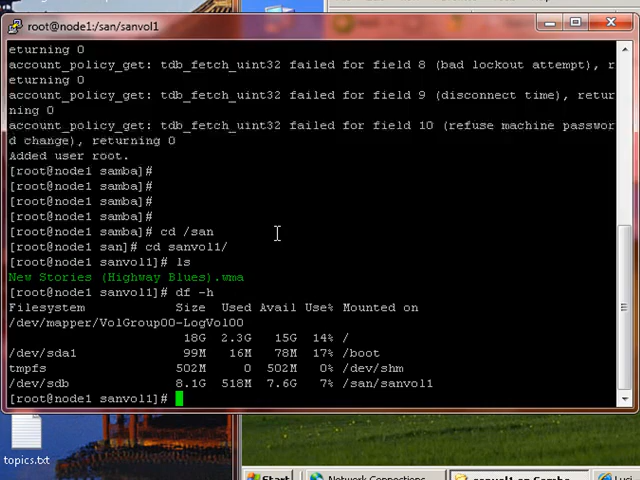 root@node1:/san/sanvol1
eturning 0
account_policy_get: tdb_fetch_uint32 failed for field 8 (bad lockout attempt), r
eturning 0
account_policy_get: tdb_fetch_uint32 failed for field 9 (disconnect time), retur
ning 0
account_policy_get: tdb_fetch_uint32 failed for field 10 (refuse machine passwor
d change), returning 0
Added user root.
[root@node1 samba]#
[root@node1 samba]#
[root@node1 samba]#
[root@node1 samba]#
[root@node1 samba]# cd /san
[root@node1 san]# cd sanvol1/
[root@node1 sanvol1]# ls
New Stories (Highway Blues).wma
[root@node1 sanvol1]# df -h
Filesystem Size Used Avail Use% Mounted on
/dev/mapper/VolGroup00-LogVol00
18G 2.3G 15G 14% /
/dev/sda1 99M 16M 78M 17% /boot
tmpfs 502M 0 502M 0% /dev/shm
/dev/sdb 8.1G 518M 7.6G 7% /san/sanvol1
[root@node1 sanvol1]#
topics.txt
Start Network Connections sanvol1 on Samba Luci